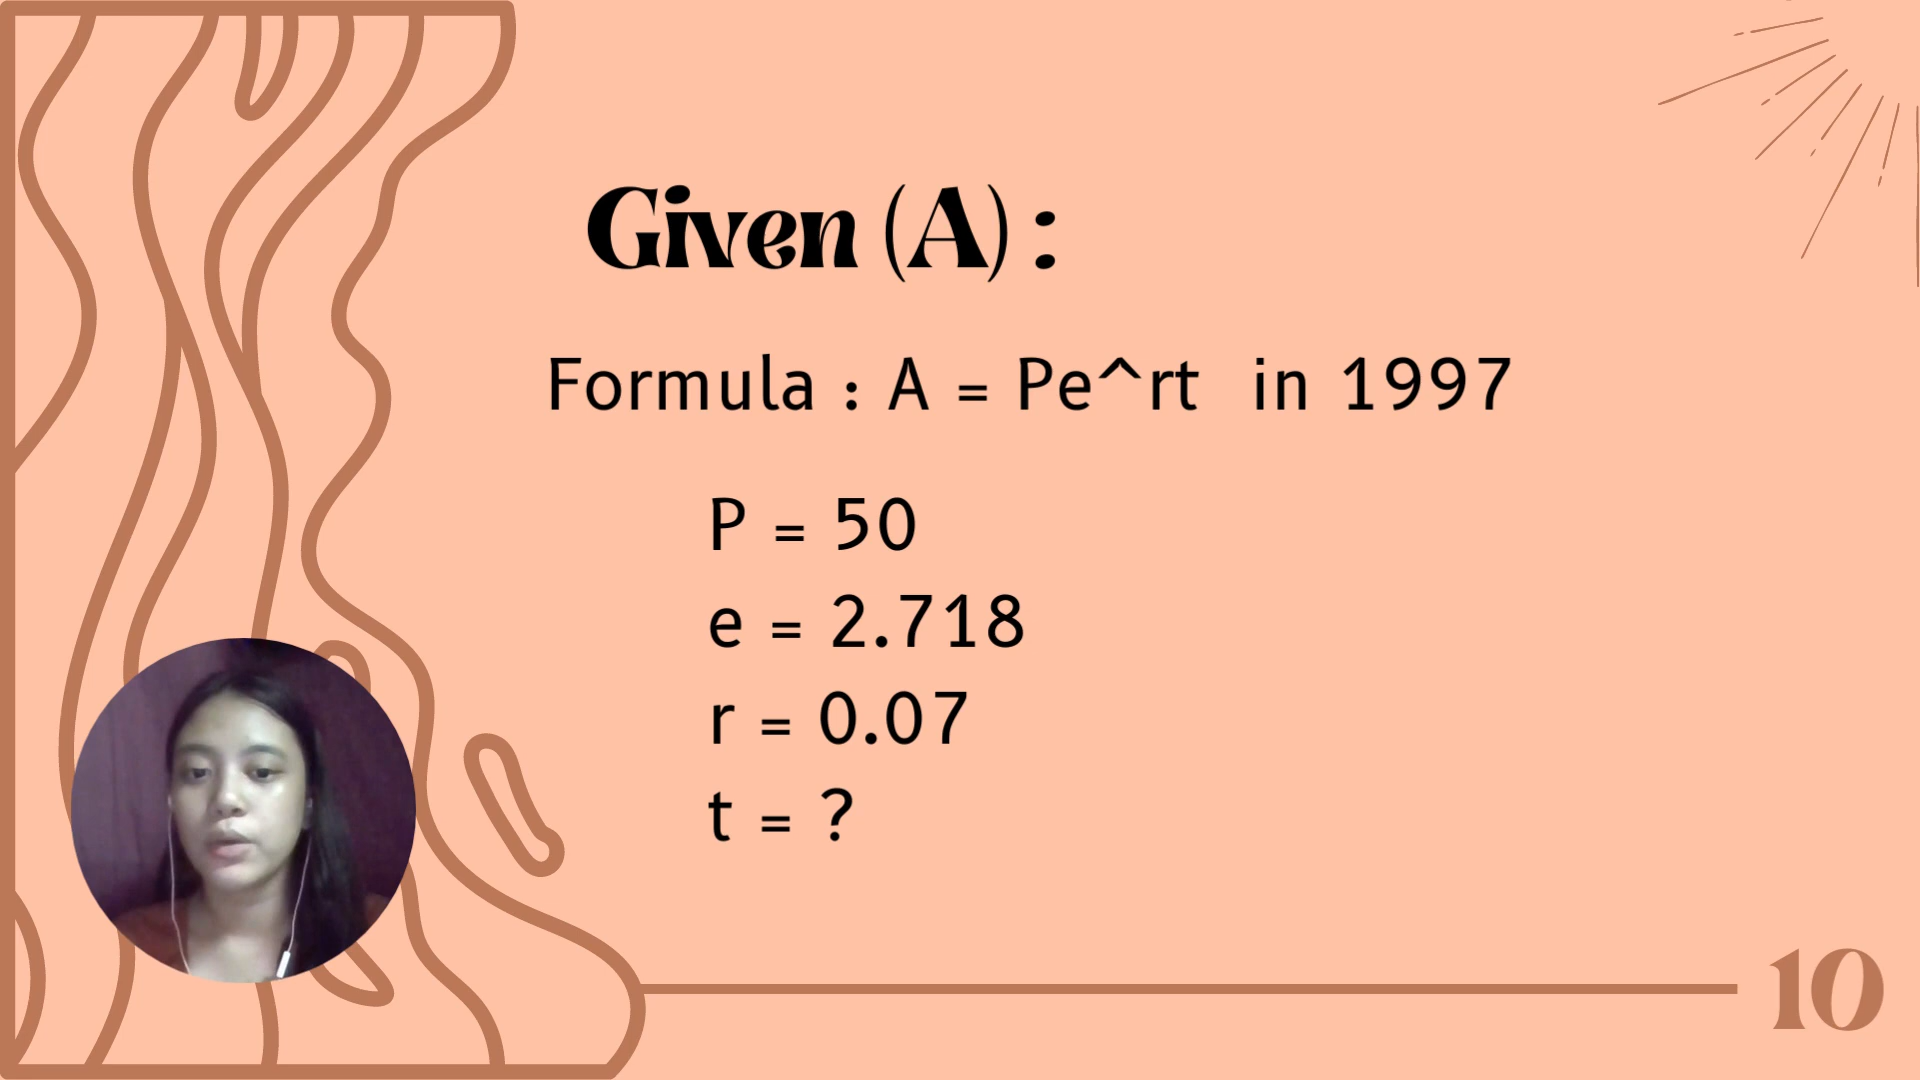 Given (A) :
Formula : A = Pe^rt in 1997
P = 50
e = 2.718
r = 0.07
t = ?
10